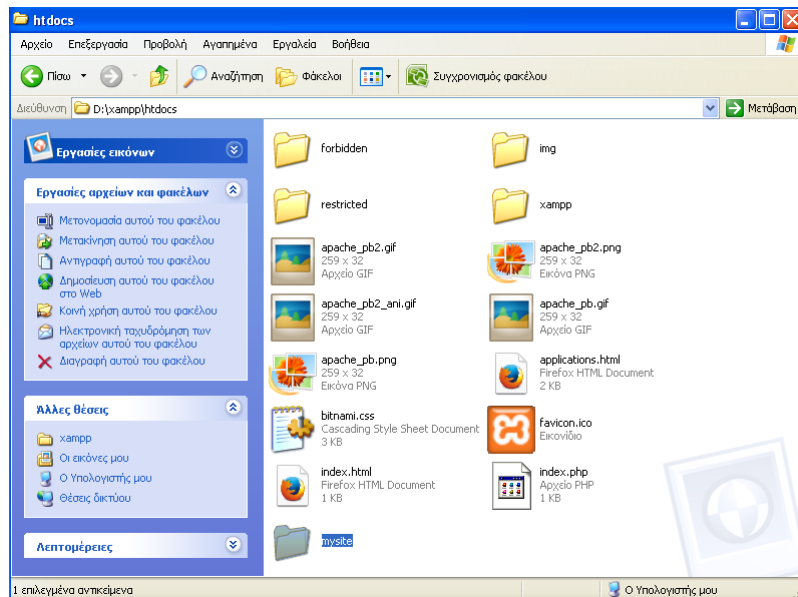 htdocs
Αρχείο Επεξεργασία Προβολή Αγαπημένα Εργαλεία Βοήθεια
Πίσω Αναζήτηση Φάκελοι Συγχρονισμός φακέλου
Διεύθυνση D:\xampp\htdocs Μετάβαση
Εργασίες εικόνων
Εργασίες αρχείων και φακέλων
Μετονομασία αυτού του φακέλου
Μετακίνηση αυτού του φακέλου
Αντιγραφή αυτού του φακέλου
Δημοσίευση αυτού του φακέλου
στο Web
Κοινή χρήση αυτού του φακέλου
Ηλεκτρονική ταχυδρόμηση των
αρχείων αυτού του φακέλου
Διαγραφή αυτού του φακέλου
Άλλες θέσεις
xampp
Οι εικόνες μου
Ο Υπολογιστής μου
Θέσεις δικτύου
Λεπτομέρειες
forbidden
img
restricted
xampp
apache_pb2.gif
259 x 32
Αρχείο GIF
apache_pb2.png
259 x 32
Εικόνα PNG
apache_pb2_ani.gif
259 x 32
Αρχείο GIF
apache_pb.gif
259 x 32
Αρχείο GIF
apache_pb.png
259 x 32
Εικόνα PNG
applications.html
Firefox HTML Document
2 KB
bitnami.css
Cascading Style Sheet Document
3 KB
favicon.ico
Εικονίδιο
index.html
Firefox HTML Document
1 KB
index.php
Αρχείο PHP
1 KB
mysite
1 επιλεγμένα αντικείμενα Ο Υπολογιστής μου